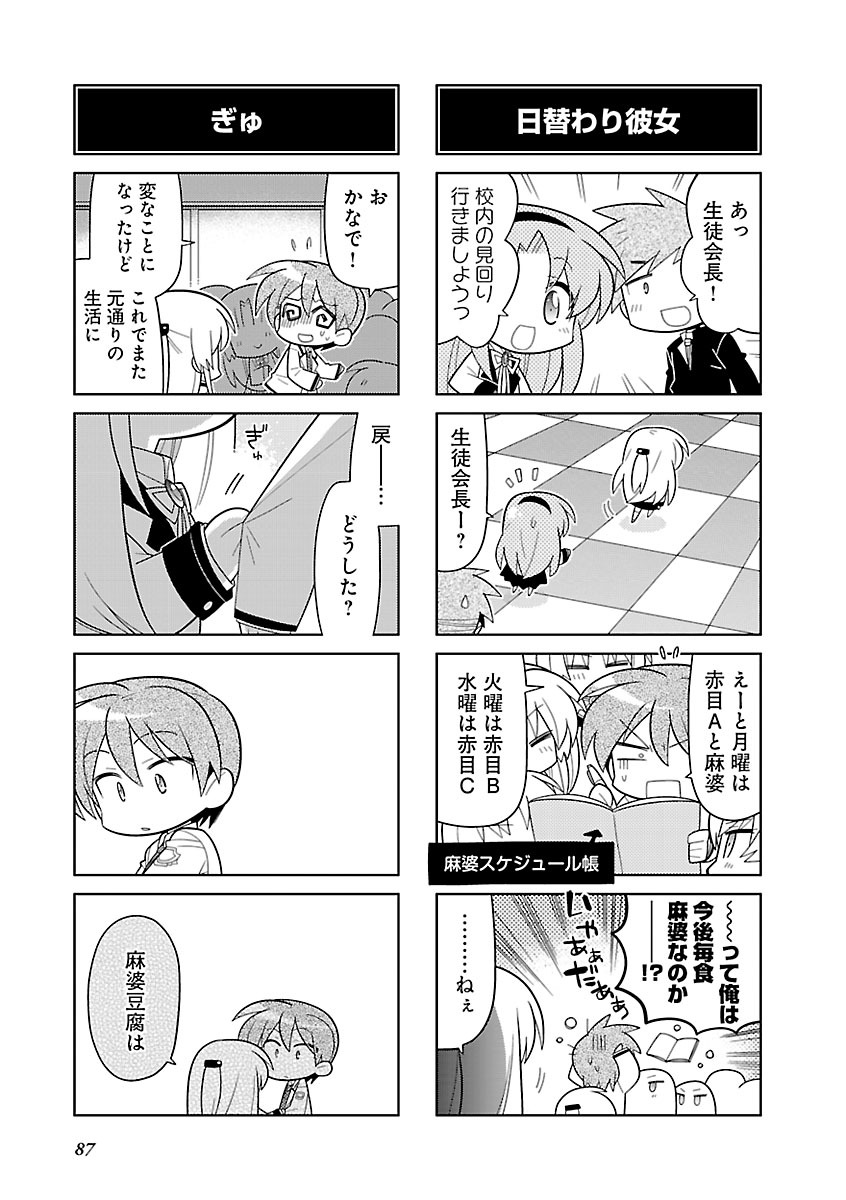 日替わり彼女
あっ
生徒会長！
校内の見回り
行きましょうっ
生徒会長ー？
えーと月曜は
赤目Aと麻婆
火曜は赤目B
水曜は赤目C
麻婆スケジュール帳
〜〜って俺は
今後毎食
麻婆なのか
――!?
いやぁぁ
あぁだぁぁぁ
………ねぇ
ぎゅ
お
かなで！
変なことに
なったけど
これでまた
元通りの
生活に
戻ー…
どうした？
ぎゅ
麻婆豆腐は
87